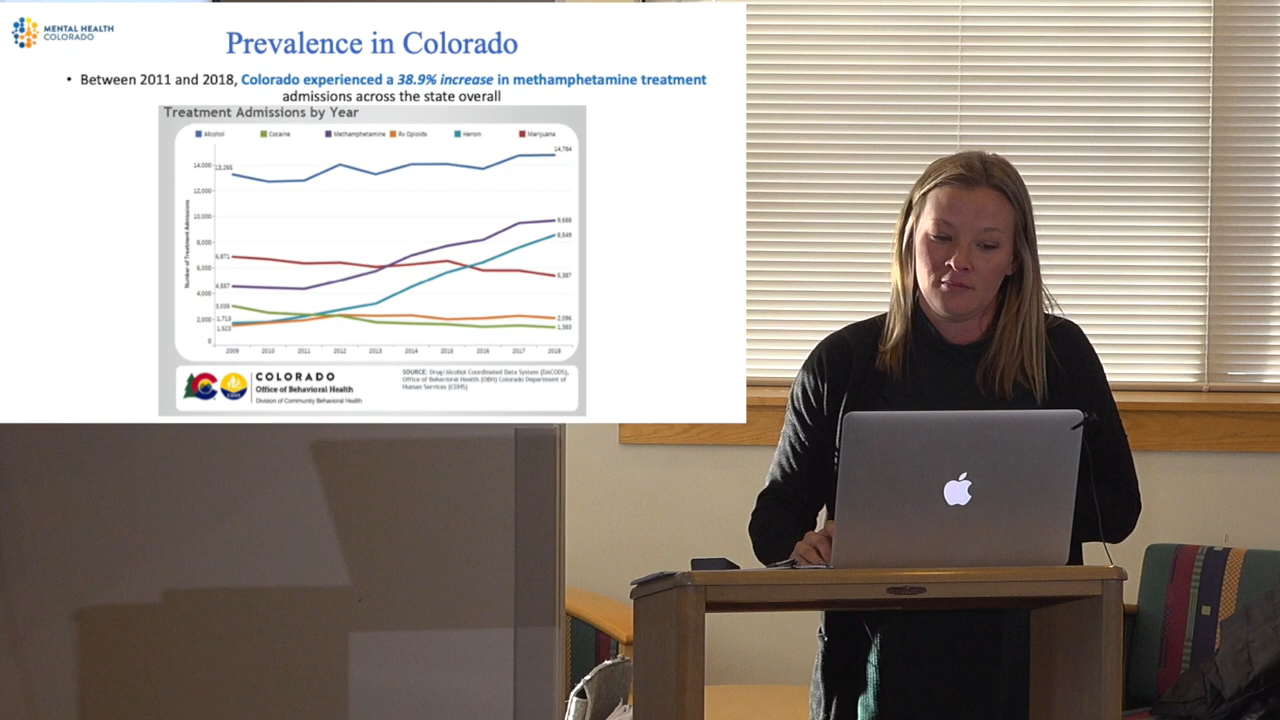 MENTAL HEALTH
COLORADO
Prevalence in Colorado
• Between 2011 and 2018, Colorado experienced a 38.9% increase in methamphetamine treatment
admissions across the state overall
Treatment Admissions by Year
Alcohol Cocaine Methamphetamine Rx Opioids Heroin Marijuana
Number of Treatment Admissions
14,000
12,000
10,000
8,000
6,000
4,000
2,000
0
13,265
6,871
4,557
3,035
1,713
14,784
9,688
8,549
5,387
2,096
1,383
2009 2010 2011 2012 2013 2014 2015 2016 2017 2018
COLORADO
Office of Behavioral Health
Division of Community Behavioral Health
SOURCE: Drug/Alcohol Coordinated Data System (DACODS),
Office of Behavioral Health (OBH) Colorado Department of
Human Services (CDHS)